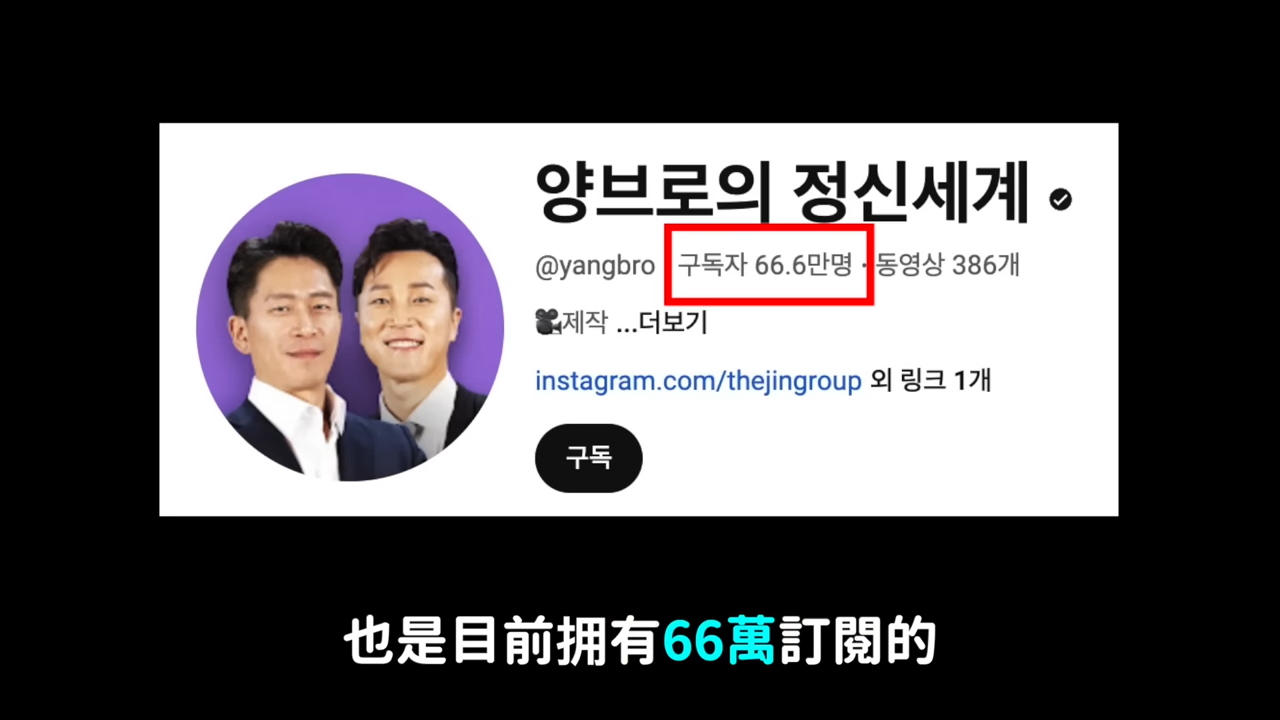 양브로의 정신세계
@yangbro 구독자 66.6만명 · 동영상 386개
제작 ...더보기
instagram.com/thejingroup 외 링크 1개
구독
也是目前拥有66萬訂閱的